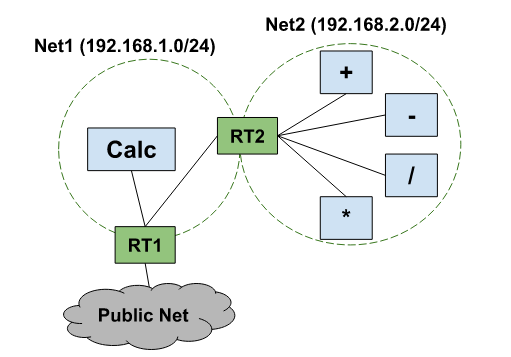 Net2 (192.168.2.0/24)
Net1 (192.168.1.0/24)
+
-
RT2
Calc
/
*
RT1
Public Net